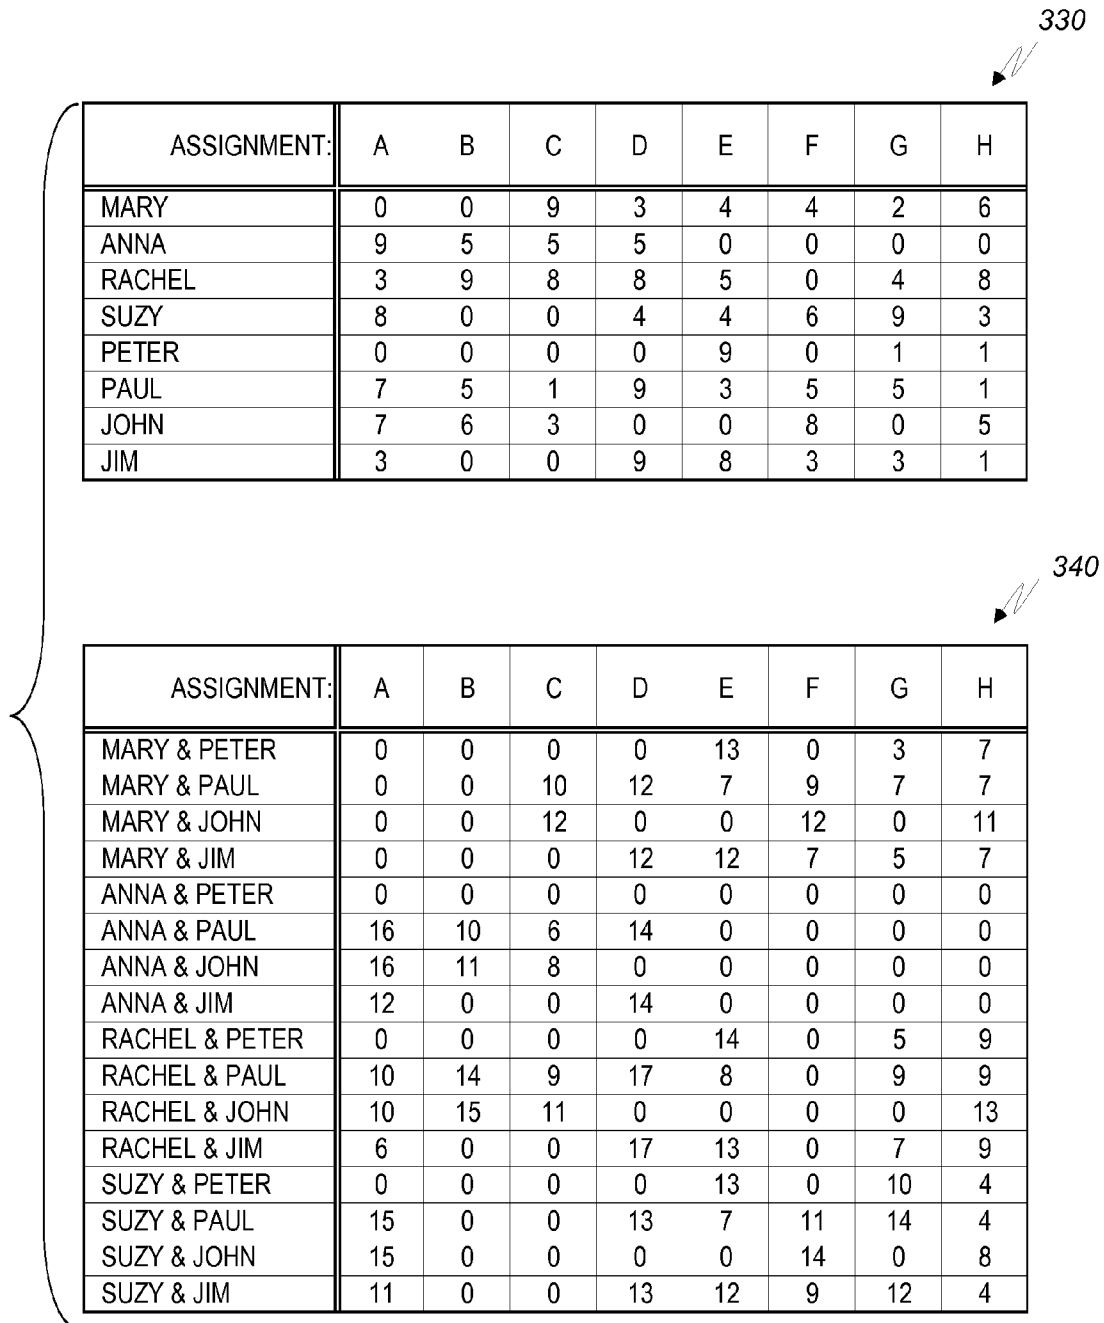 330
ASSIGNMENT: A B C D E F G H
MARY 0 0 9 3 4 4 2 6
ANNA 9 5 5 5 0 0 0 0
RACHEL 3 9 8 8 5 0 4 8
SUZY 8 0 0 4 4 6 9 3
PETER 0 0 0 0 9 0 1 1
PAUL 7 5 1 9 3 5 5 1
JOHN 7 6 3 0 0 8 0 5
JIM 3 0 0 9 8 3 3 1
340
ASSIGNMENT: A B C D E F G H
MARY & PETER 0 0 0 0 13 0 3 7
MARY & PAUL 0 0 10 12 7 9 7 7
MARY & JOHN 0 0 12 0 0 12 0 11
MARY & JIM 0 0 0 12 12 7 5 7
ANNA & PETER 0 0 0 0 0 0 0 0
ANNA & PAUL 16 10 6 14 0 0 0 0
ANNA & JOHN 16 11 8 0 0 0 0 0
ANNA & JIM 12 0 0 14 0 0 0 0
RACHEL & PETER 0 0 0 0 14 0 5 9
RACHEL & PAUL 10 14 9 17 8 0 9 9
RACHEL & JOHN 10 15 11 0 0 0 0 13
RACHEL & JIM 6 0 0 17 13 0 7 9
SUZY & PETER 0 0 0 0 13 0 10 4
SUZY & PAUL 15 0 0 13 7 11 14 4
SUZY & JOHN 15 0 0 0 0 14 0 8
SUZY & JIM 11 0 0 13 12 9 12 4